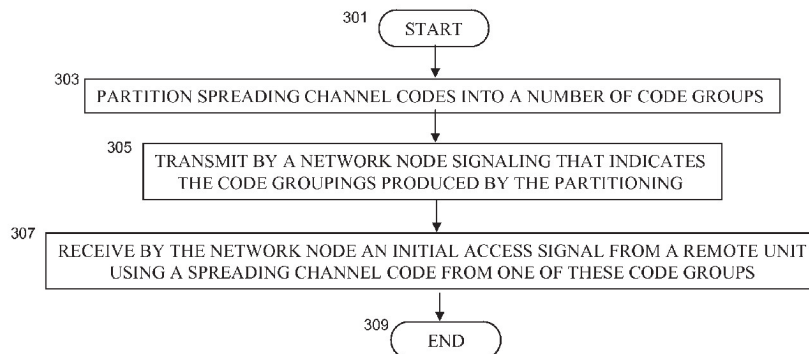 301
START
303
PARTITION SPREADING CHANNEL CODES INTO A NUMBER OF CODE GROUPS
305
TRANSMIT BY A NETWORK NODE SIGNALING THAT INDICATES
THE CODE GROUPINGS PRODUCED BY THE PARTITIONING
307
RECEIVE BY THE NETWORK NODE AN INITIAL ACCESS SIGNAL FROM A REMOTE UNIT
USING A SPREADING CHANNEL CODE FROM ONE OF THESE CODE GROUPS
309
END